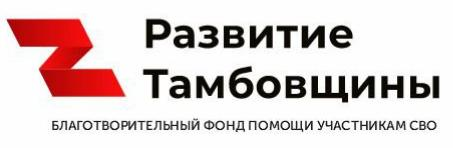 Развитие
Тамбовщины
БЛАГОТВОРИТЕЛЬНЫЙ ФОНД ПОМОЩИ УЧАСТНИКАМ СВО